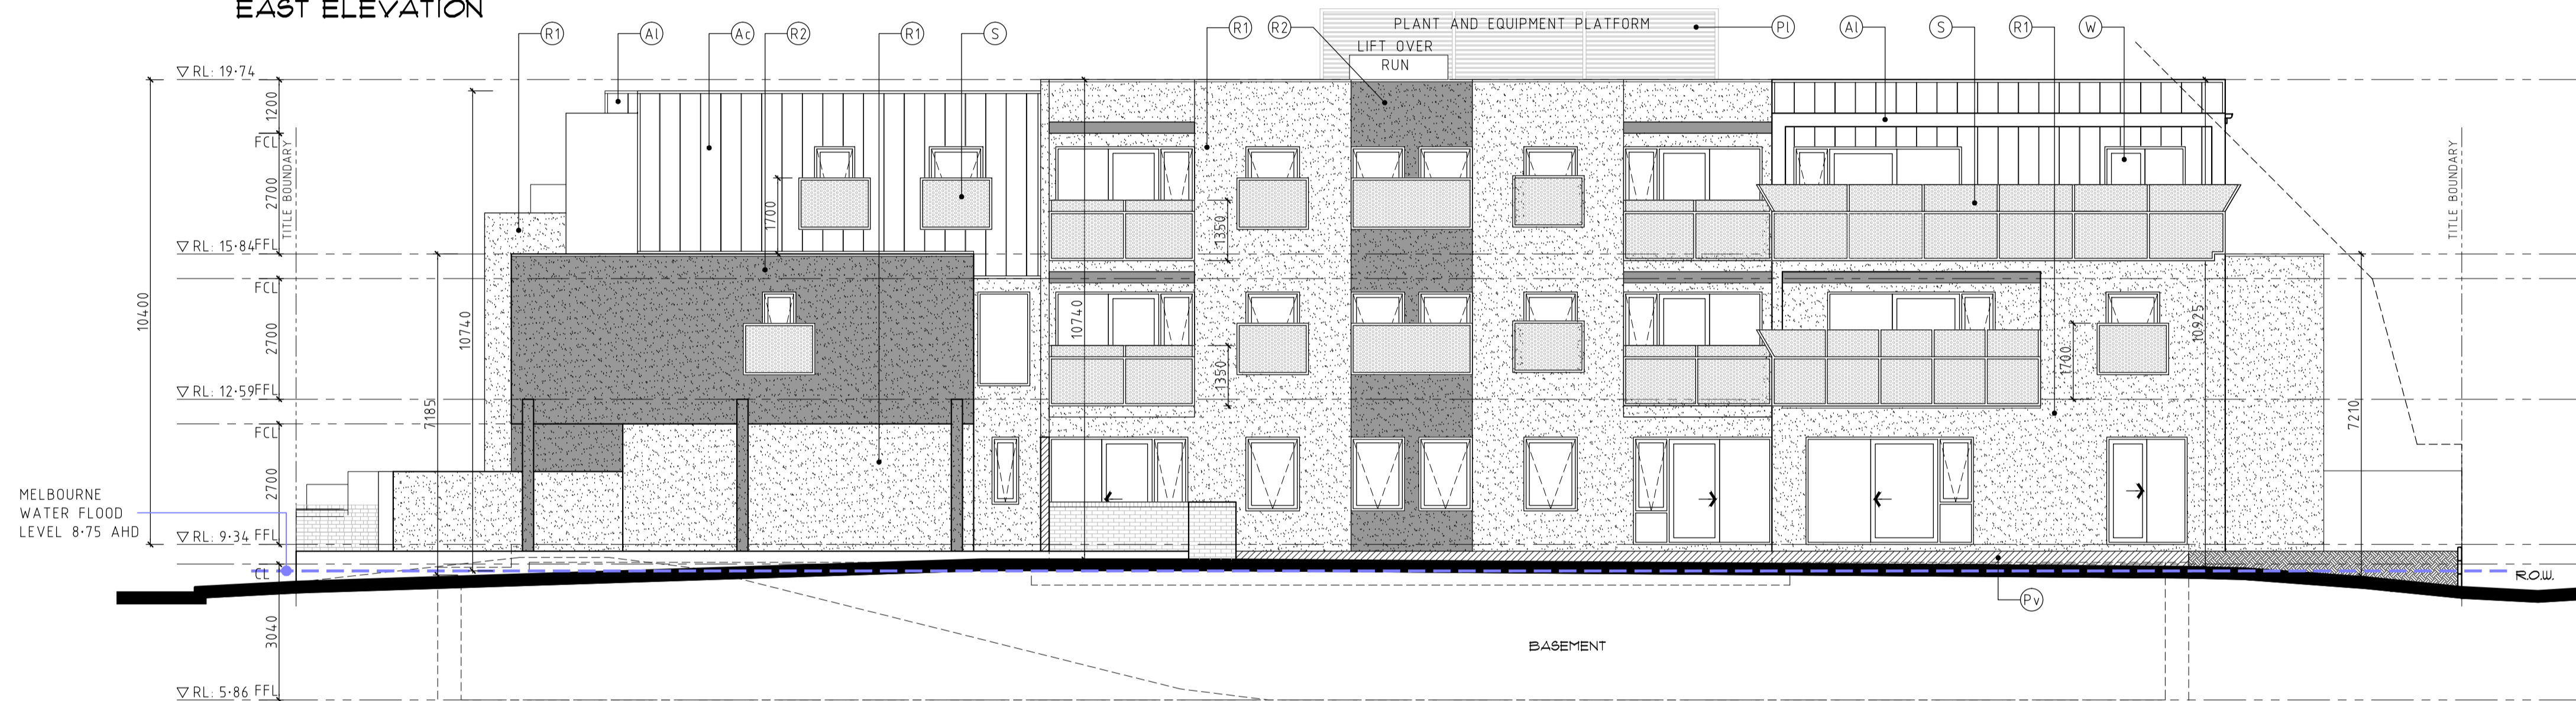 EAST ELEVATION
R1
Al
Ac
R2
R1
S
R1
R2
PLANT AND EQUIPMENT PLATFORM
Pl
Al
S
R1
W
LIFT OVER
RUN
RL: 19·74
1200
FCL
TITLE BOUNDARY
2700
RL: 15·84 FFL
FCL
2700
10400
RL: 12·59 FFL
FCL
2700
RL: 9·34 FFL
CL
3040
RL: 5·86 FFL
MELBOURNE
WATER FLOOD
LEVEL 8·75 AHD
7185
10740
1700
10740
1350
1350
1700
10925
7210
TITLE BOUNDARY
R.O.W.
Pv
BASEMENT